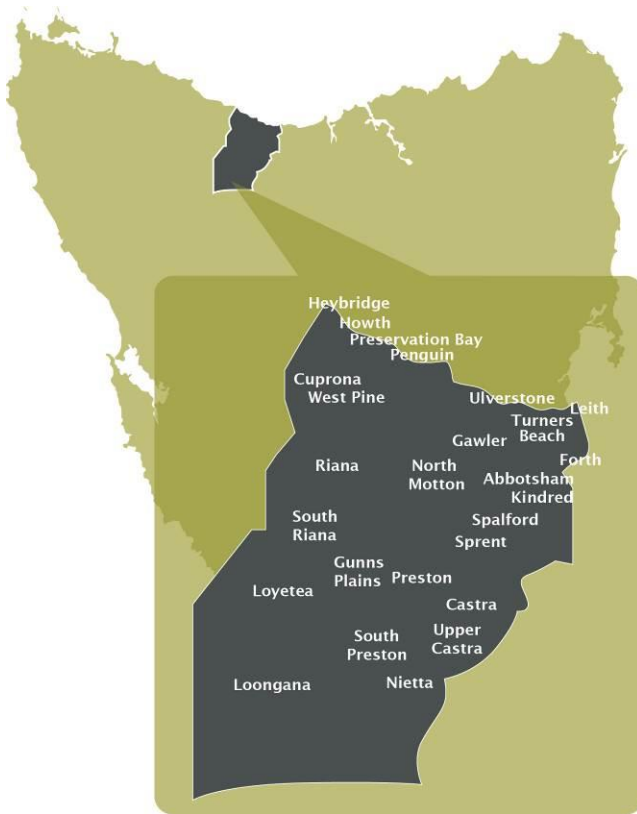 Heybridge
Howth
Preservation Bay
Penguin
Cuprona
West Pine
Ulverstone
Leith
Turners
Beach
Gawler
Forth
Riana
North
Motton
Abbotsham
Kindred
South
Riana
Spalford
Sprent
Gunns
Plains
Preston
Loyetea
Castra
South
Preston
Upper
Castra
Loongana
Nietta